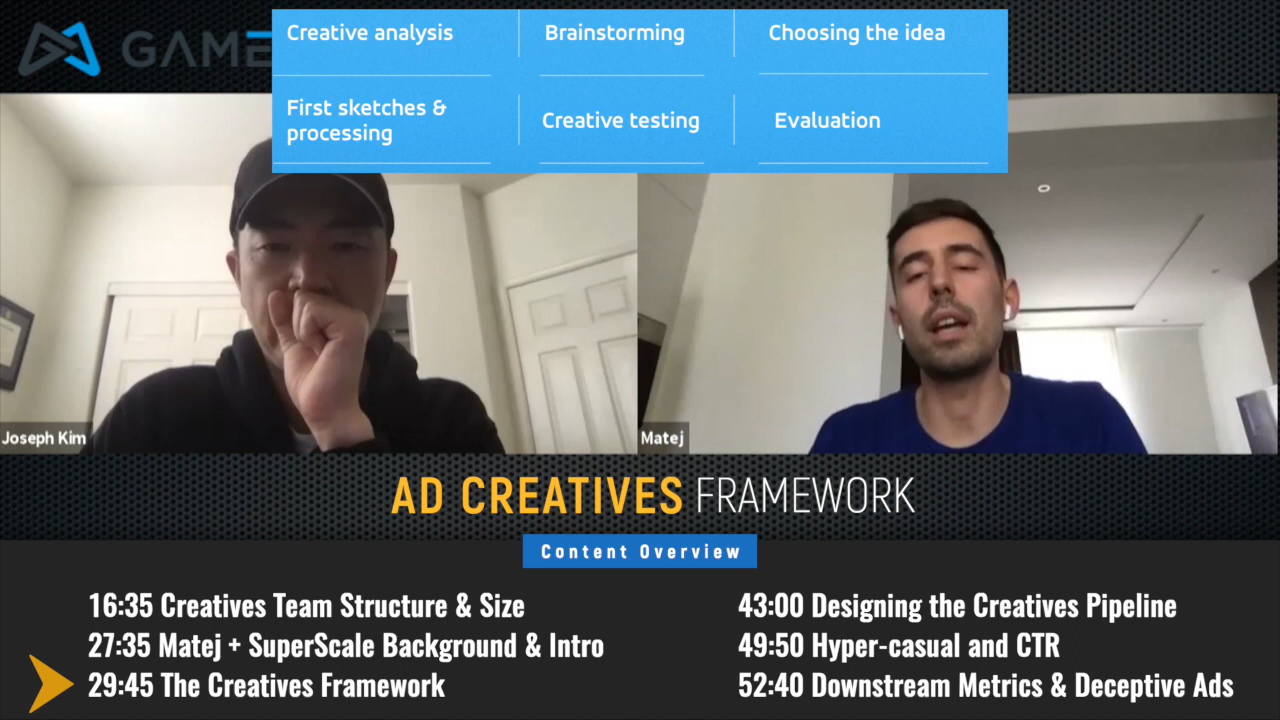 GAME
Creative analysis
Brainstorming
Choosing the idea
First sketches &
processing
Creative testing
Evaluation
Joseph Kim
Matej
AD CREATIVES FRAMEWORK
Content Overview
16:35 Creatives Team Structure & Size
27:35 Matej + SuperScale Background & Intro
29:45 The Creatives Framework
43:00 Designing the Creatives Pipeline
49:50 Hyper-casual and CTR
52:40 Downstream Metrics & Deceptive Ads